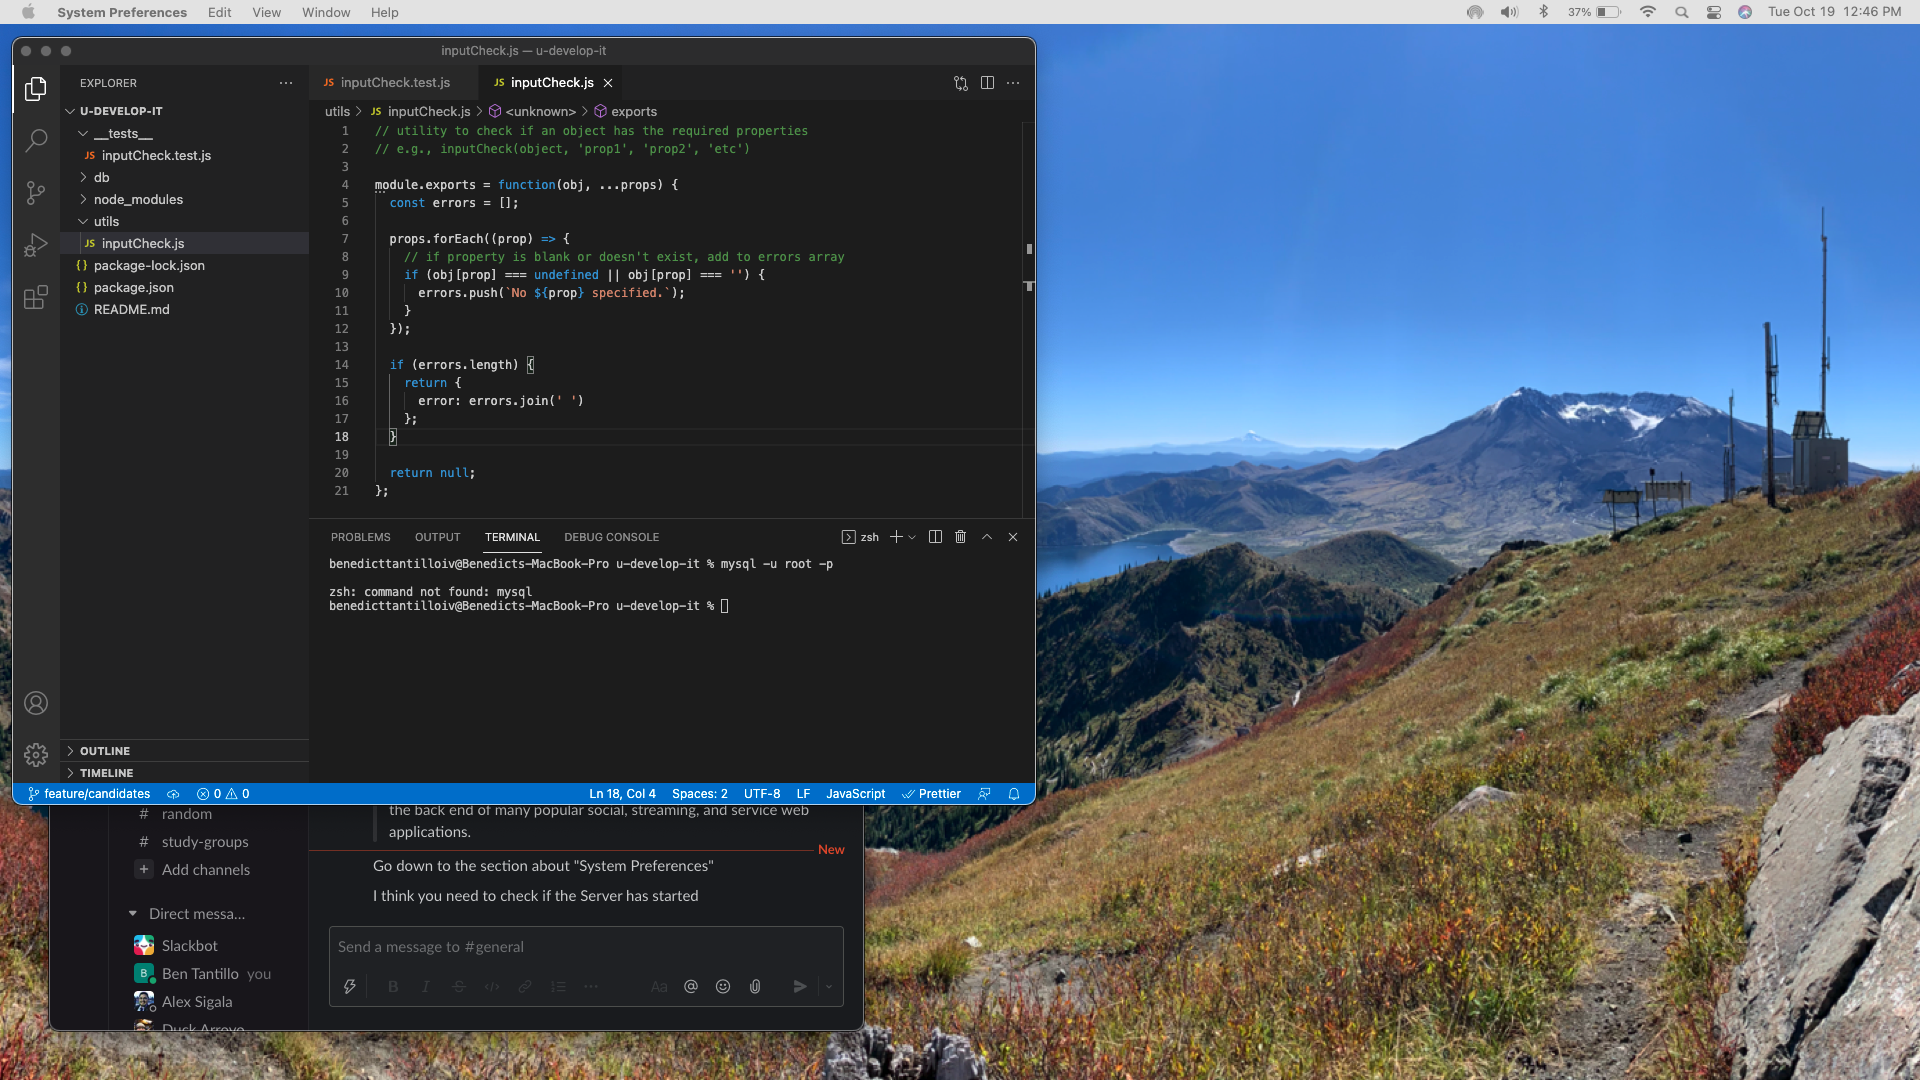 System Preferences Edit View Window Help
37% Tue Oct 19 12:46 PM
inputCheck.js — u-develop-it
EXPLORER
U-DEVELOP-IT
__tests__
JS inputCheck.test.js
db
node_modules
utils
JS inputCheck.js
{} package-lock.json
{} package.json
README.md
OUTLINE
TIMELINE
JS inputCheck.test.js
JS inputCheck.js
utils > JS inputCheck.js > <unknown> > exports
1 // utility to check if an object has the required properties
2 // e.g., inputCheck(object, 'prop1', 'prop2', 'etc')
3
4 module.exports = function(obj, ...props) {
5 const errors = [];
6
7 props.forEach((prop) => {
8 // if property is blank or doesn't exist, add to errors array
9 if (obj[prop] === undefined || obj[prop] === '') {
10 errors.push(`No ${prop} specified.`);
11 }
12 });
13
14 if (errors.length) {
15 return {
16 error: errors.join(' ')
17 };
18 }
19
20 return null;
21 };
PROBLEMS OUTPUT TERMINAL DEBUG CONSOLE
zsh
benedicttantilloiv@Benedicts-MacBook-Pro u-develop-it % mysql -u root -p
zsh: command not found: mysql
benedicttantilloiv@Benedicts-MacBook-Pro u-develop-it %
feature/candidates 0 0 Ln 18, Col 4 Spaces: 2 UTF-8 LF JavaScript Prettier
# random
# study-groups
+ Add channels
Direct messa...
Slackbot
B Ben Tantillo you
Alex Sigala
Duck Arroyo
the back end of many popular social, streaming, and service web
applications.
New
Go down to the section about "System Preferences"
I think you need to check if the Server has started
Send a message to #general
B I S </> Aa @